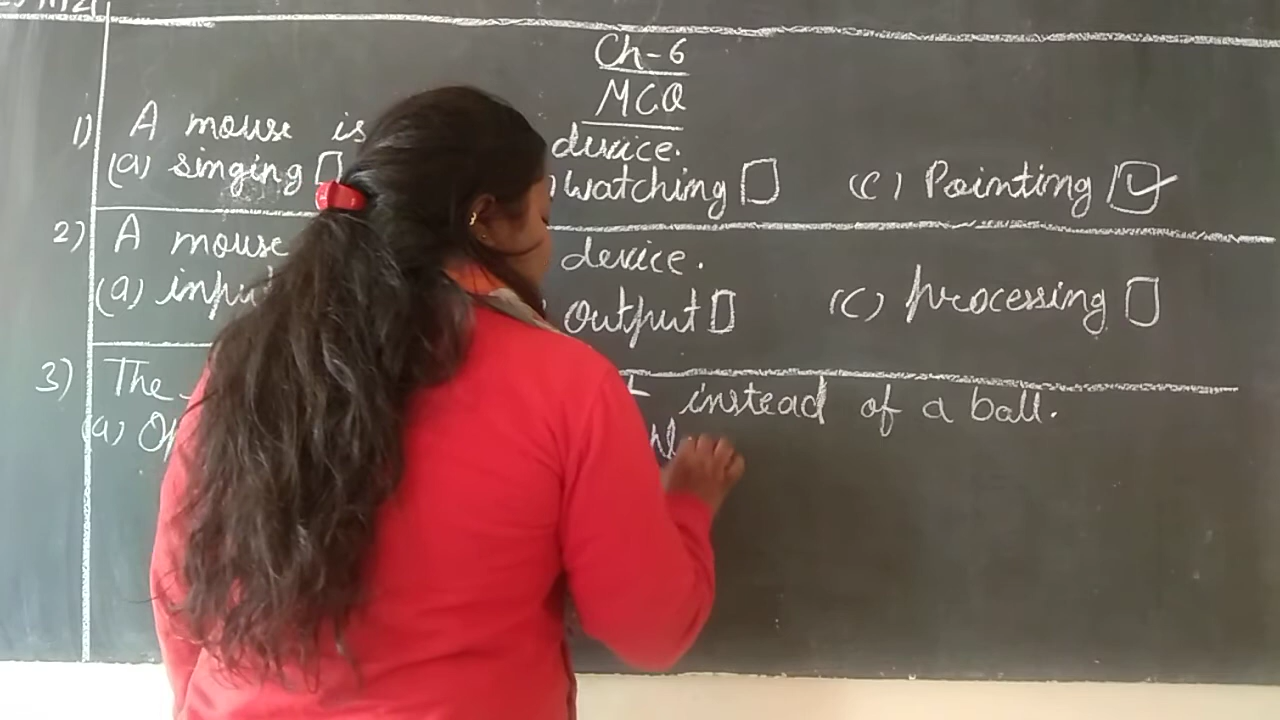 Ch-6
MCQ
1) A mouse is device.
(a) singing watching (c) Pointing
2) A mouse device.
(a) output (c) processing
3) The instead of a ball.
(a)